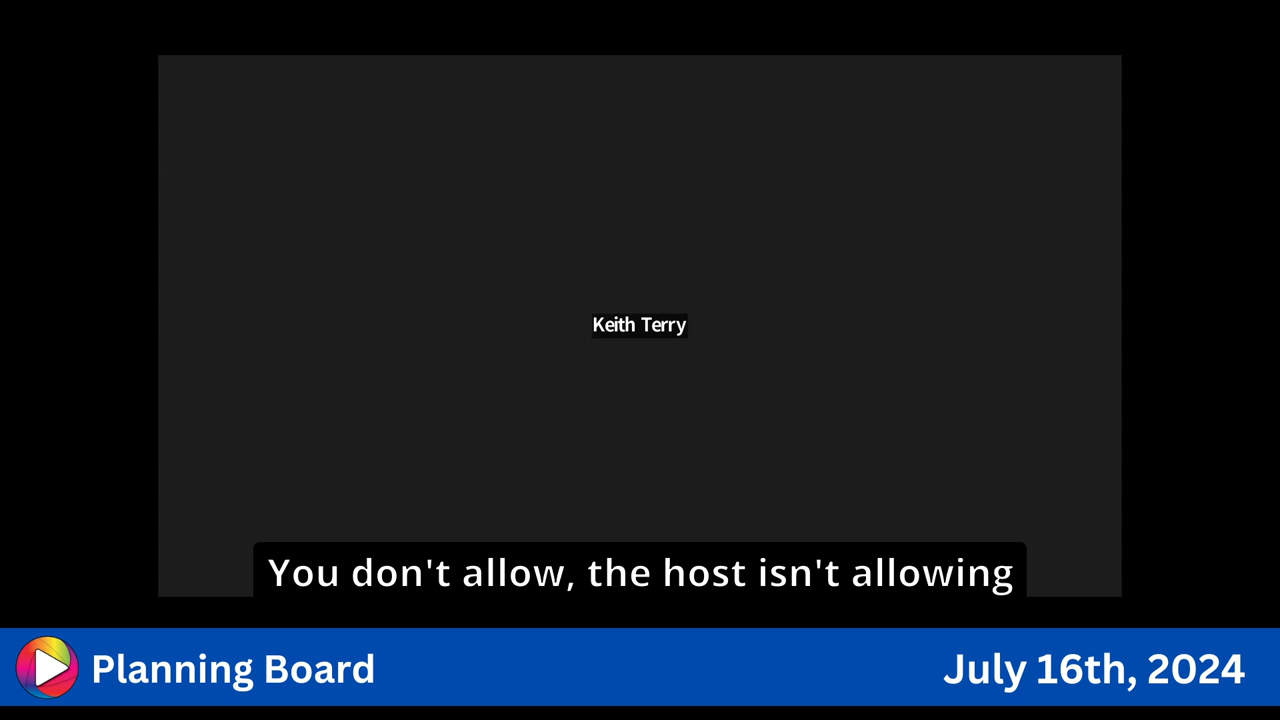 Keith Terry
You don't allow, the host isn't allowing
Planning Board
July 16th, 2024